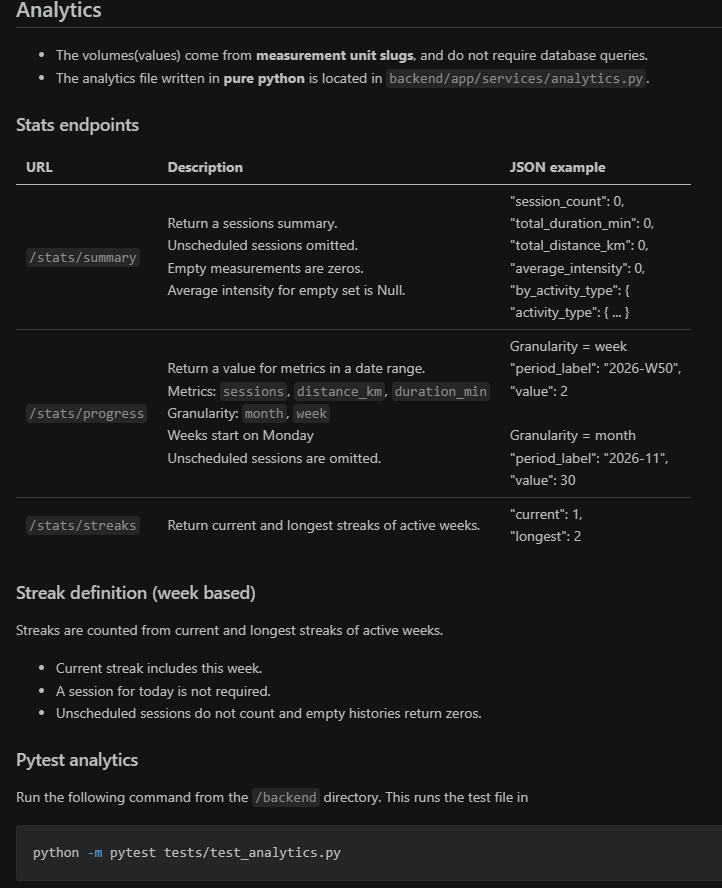 Analytics
The volumes(values) come from measurement unit slugs, and do not require database queries.
The analytics file written in pure python is located in backend/app/services/analytics.py.
Stats endpoints
URL Description JSON example
/stats/summary
Return a sessions summary.
Unscheduled sessions omitted.
Empty measurements are zeros.
Average intensity for empty set is Null.
"session_count": 0,
"total_duration_min": 0,
"total_distance_km": 0,
"average_intensity": 0,
"by_activity_type": {
"activity_type": { ... }
/stats/progress
Return a value for metrics in a date range.
Metrics: sessions, distance_km, duration_min
Granularity: month, week
Weeks start on Monday
Unscheduled sessions are omitted.
Granularity = week
"period_label": "2026-W50",
"value": 2
Granularity = month
"period_label": "2026-11",
"value": 30
/stats/streaks
Return current and longest streaks of active weeks.
"current": 1,
"longest": 2
Streak definition (week based)
Streaks are counted from current and longest streaks of active weeks.
Current streak includes this week.
A session for today is not required.
Unscheduled sessions do not count and empty histories return zeros.
Pytest analytics
Run the following command from the /backend directory. This runs the test file in
python -m pytest tests/test_analytics.py